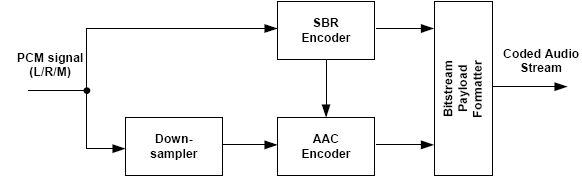 PCM signal
(L/R/M)
SBR
Encoder
Down-
sampler
AAC
Encoder
Bitstream
Payload
Formatter
Coded Audio
Stream